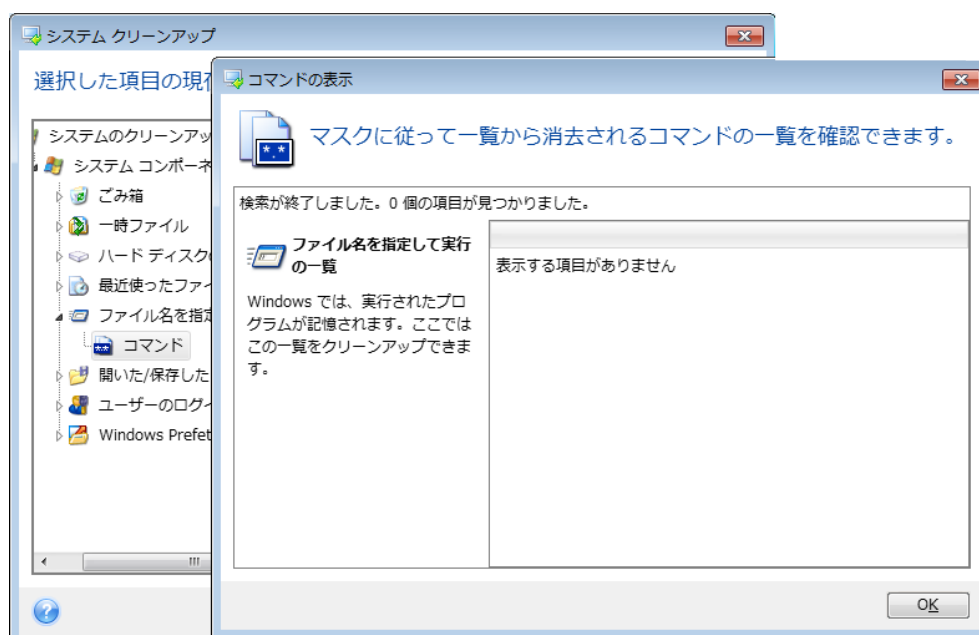 システム クリーンアップ
選択した項目の現
システムのクリーンアッ
システム コンポーネ
ごみ箱
一時ファイル
ハード ディスク
最近使ったファイ
ファイル名を指定
コマンド
開いた/保存した
ユーザーのログ
Windows Prefet
コマンドの表示
マスクに従って一覧から消去されるコマンドの一覧を確認できます。
検索が終了しました。0 個の項目が見つかりました。
ファイル名を指定して実行
の一覧
Windows では、実行されたプロ
グラムが記憶されます。ここでは
この一覧をクリーンアップできま
す。
表示する項目がありません
OK